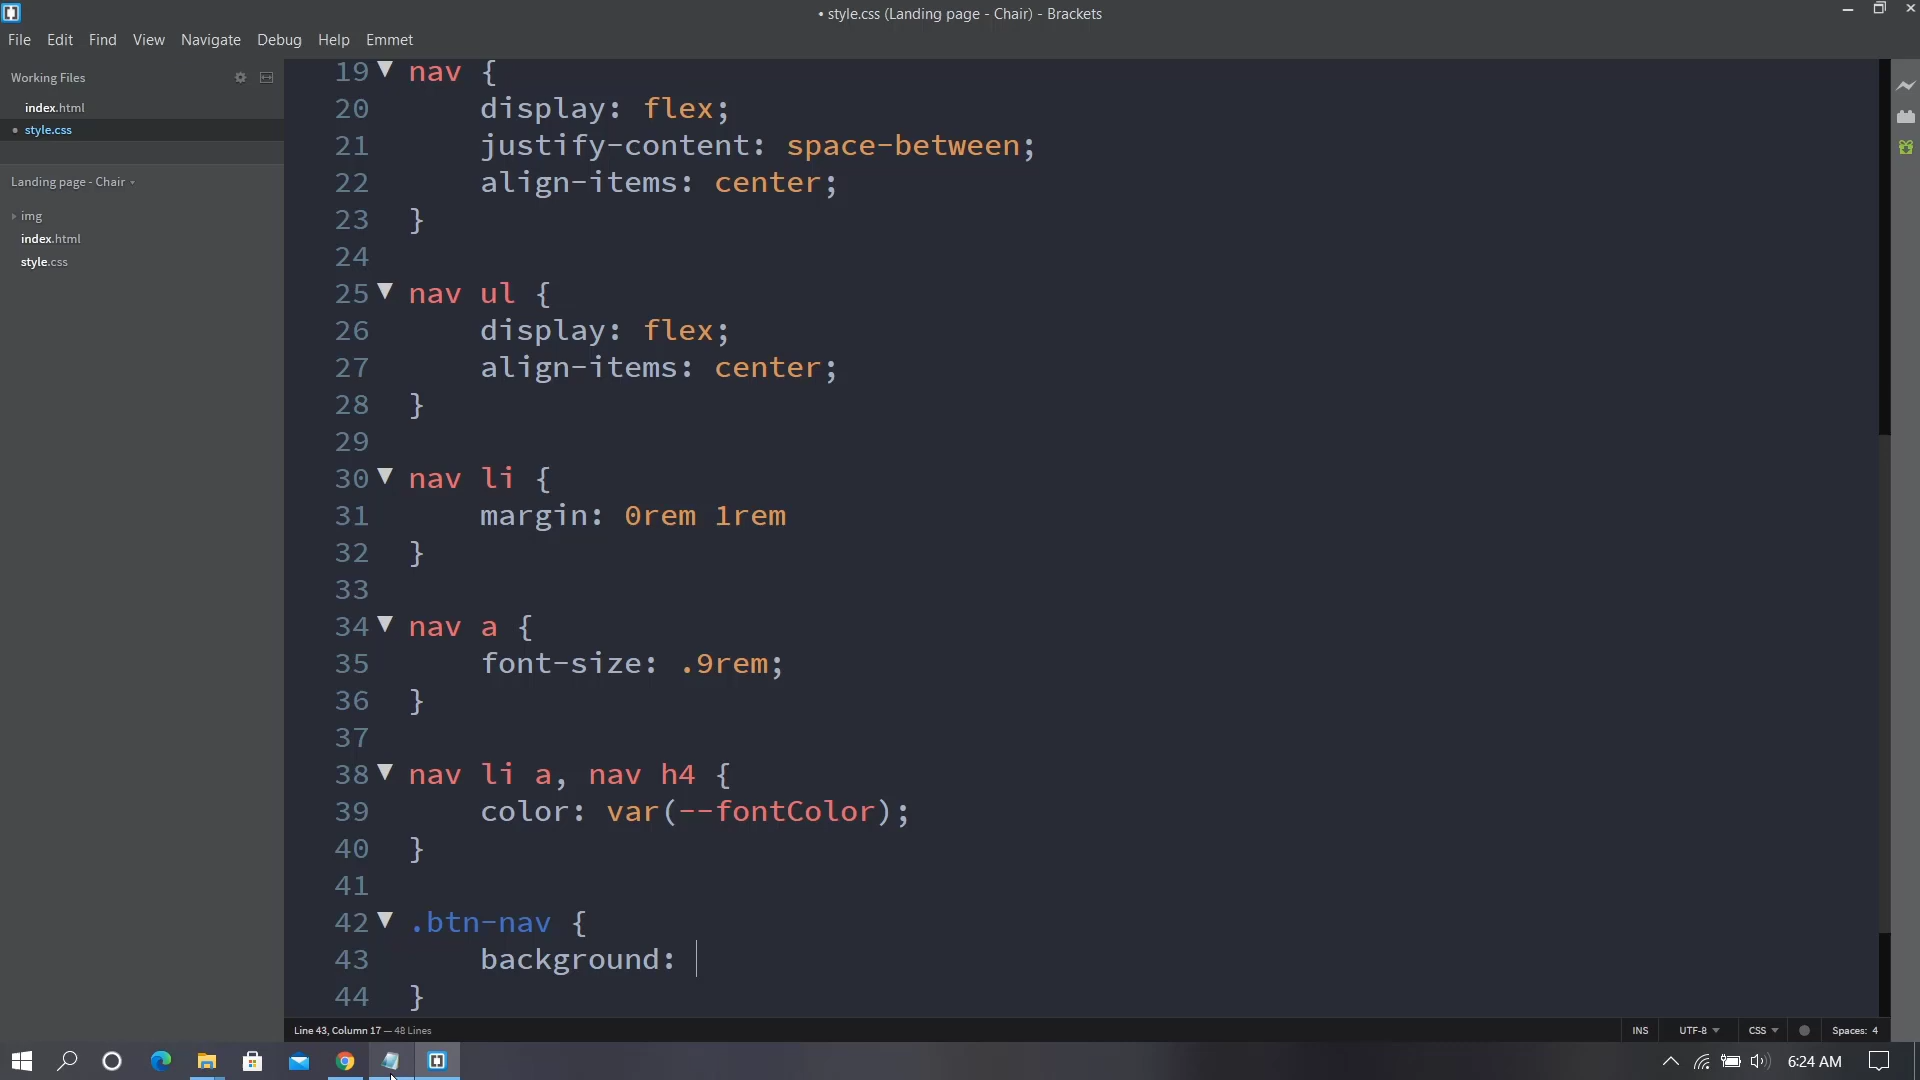 • style.css (Landing page - Chair) - Brackets
File Edit Find View Navigate Debug Help Emmet
Working Files
index.html
• style.css
Landing page - Chair
img
index.html
style.css
19 nav {
20 display: flex;
21 justify-content: space-between;
22 align-items: center;
23 }
24
25 nav ul {
26 display: flex;
27 align-items: center;
28 }
29
30 nav li {
31 margin: 0rem 1rem
32 }
33
34 nav a {
35 font-size: .9rem;
36 }
37
38 nav li a, nav h4 {
39 color: var(--fontColor);
40 }
41
42 .btn-nav {
43 background:
44 }
Line 43, Column 17 — 48 Lines
INS UTF-8 CSS Spaces: 4
6:24 AM